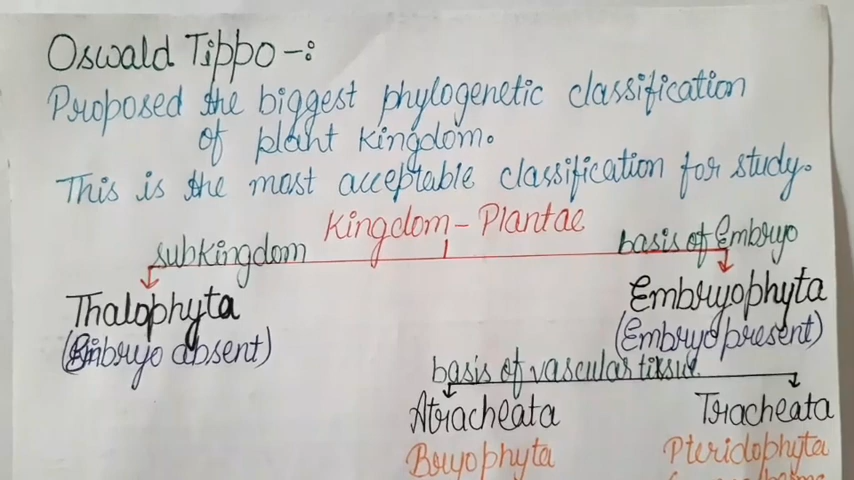 Oswald Tippo-:
Proposed the biggest phylogenetic classification
of plant kingdom.
This is the most acceptable classification for study.
Kingdom - Plantae
subkingdom
basis of Embryo
Thalophyta
Embryophyta
(Embryo absent)
(Embryo present)
basis of vascular tissue.
Atracheata
Tracheata
Bryophyta
Pteridophyta